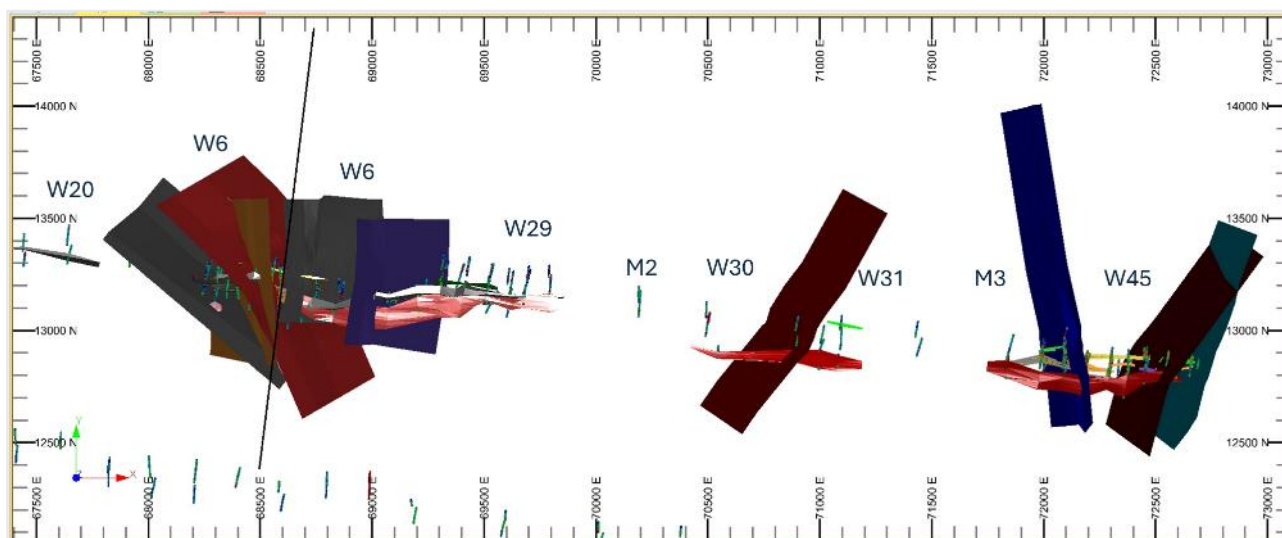 67500 E
68000 E
68500 E
69000 E
69500 E
70000 E
70500 E
71000 E
71500 E
72000 E
72500 E
73000 E
14000 N
14000 N
W6
W6
W20
13500 N
13500 N
W29
M2
W30
W31
M3
W45
13000 N
13000 N
12500 N
12500 N
Y
X
67500 E
68000 E
68500 E
69000 E
69500 E
70000 E
70500 E
71000 E
71500 E
72000 E
72500 E
73000 E